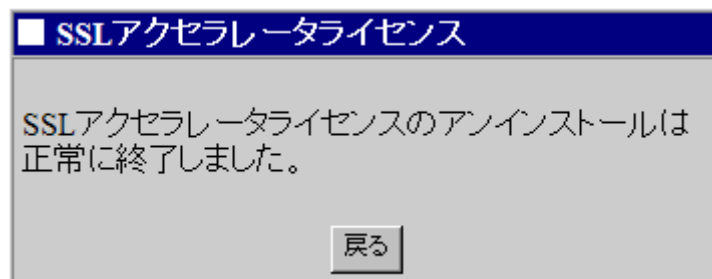 ■ SSLアクセラレータライセンス
SSLアクセラレータライセンスのアンインストールは
正常に終了しました。
戻る